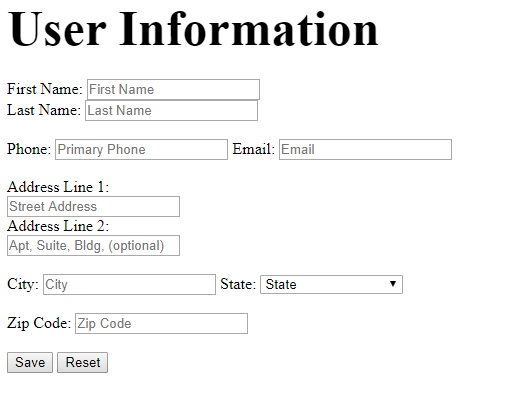 User Information
First Name: First Name
Last Name: Last Name
Phone: Primary Phone Email: Email
Address Line 1:
Street Address
Address Line 2:
Apt, Suite, Bldg, (optional)
City: City State: State
Zip Code: Zip Code
Save Reset